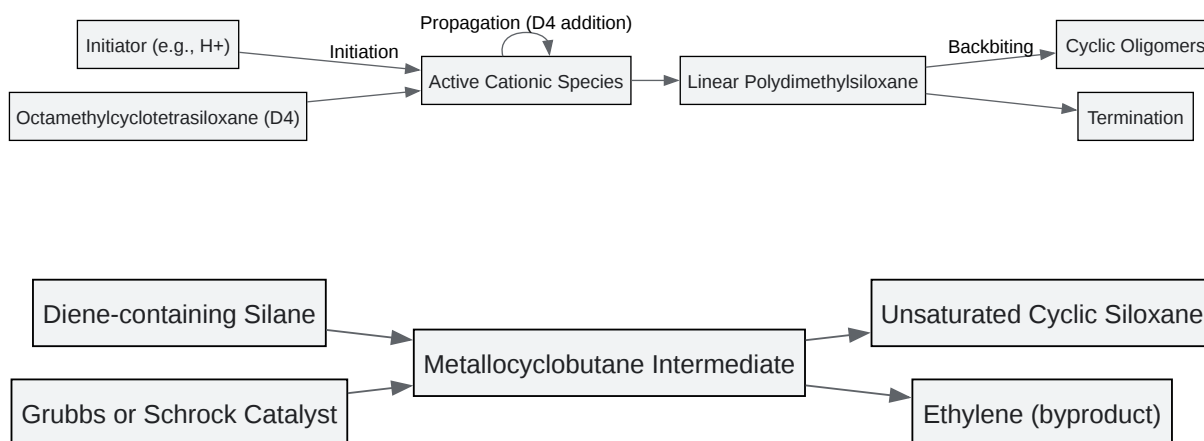 Propagation (D4 addition)
Initiator (e.g., H+)
Initiation
Backbiting
Cyclic Oligomers
Active Cationic Species
Linear Polydimethylsiloxane
Octamethylcyclotetrasiloxane (D4)
Termination
Diene-containing Silane
Unsaturated Cyclic Siloxane
Metallocyclobutane Intermediate
Grubbs or Schrock Catalyst
Ethylene (byproduct)